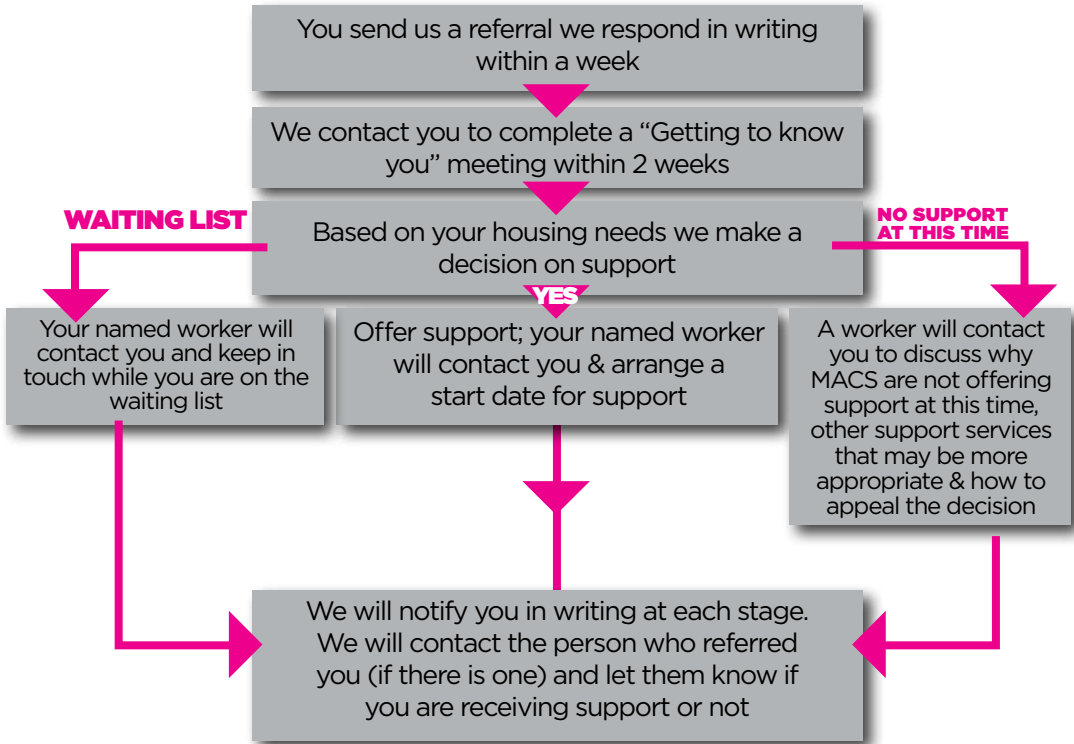 You send us a referral we respond in writing
within a week
We contact you to complete a “Getting to know
you” meeting within 2 weeks
WAITING LIST
Based on your housing needs we make a
decision on support
NO SUPPORT
AT THIS TIME
YES
Your named worker will
contact you and keep in
touch while you are on the
waiting list
Offer support; your named worker
will contact you & arrange a
start date for support
A worker will contact
you to discuss why
MACS are not offering
support at this time,
other support services
that may be more
appropriate & how to
appeal the decision
We will notify you in writing at each stage.
We will contact the person who referred
you (if there is one) and let them know if
you are receiving support or not